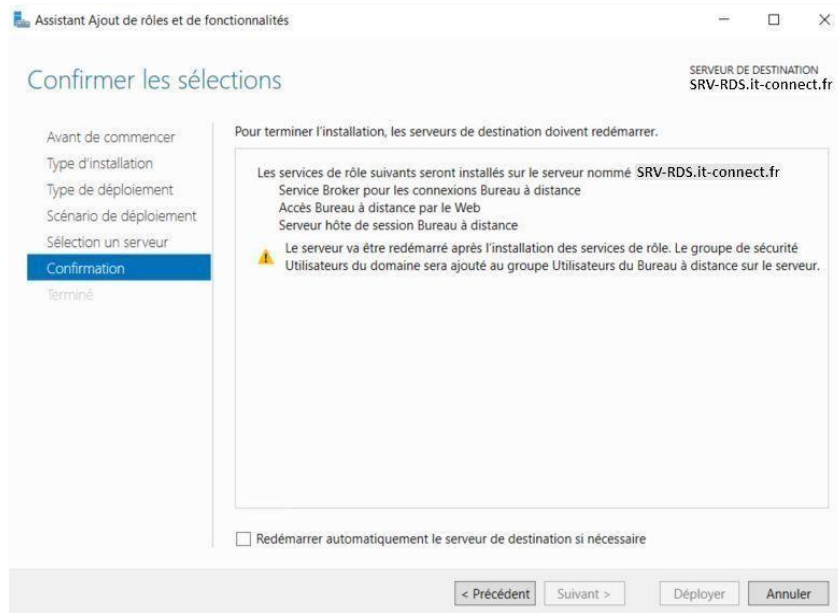 Assistant Ajout de rôles et de fonctionnalités
Confirmer les sélections
SERVEUR DE DESTINATION
SRV-RDS.it-connect.fr
Avant de commencer
Type d'installation
Type de déploiement
Scénario de déploiement
Sélection un serveur
Confirmation
Terminé
Pour terminer l'installation, les serveurs de destination doivent redémarrer.
Les services de rôle suivants seront installés sur le serveur nommé SRV-RDS.it-connect.fr
Service Broker pour les connexions Bureau à distance
Accès Bureau à distance par le Web
Serveur hôte de session Bureau à distance
Le serveur va être redémarré après l'installation des services de rôle. Le groupe de sécurité
Utilisateurs du domaine sera ajouté au groupe Utilisateurs du Bureau à distance sur le serveur.
Redémarrer automatiquement le serveur de destination si nécessaire
< Précédent
Suivant >
Déployer
Annuler